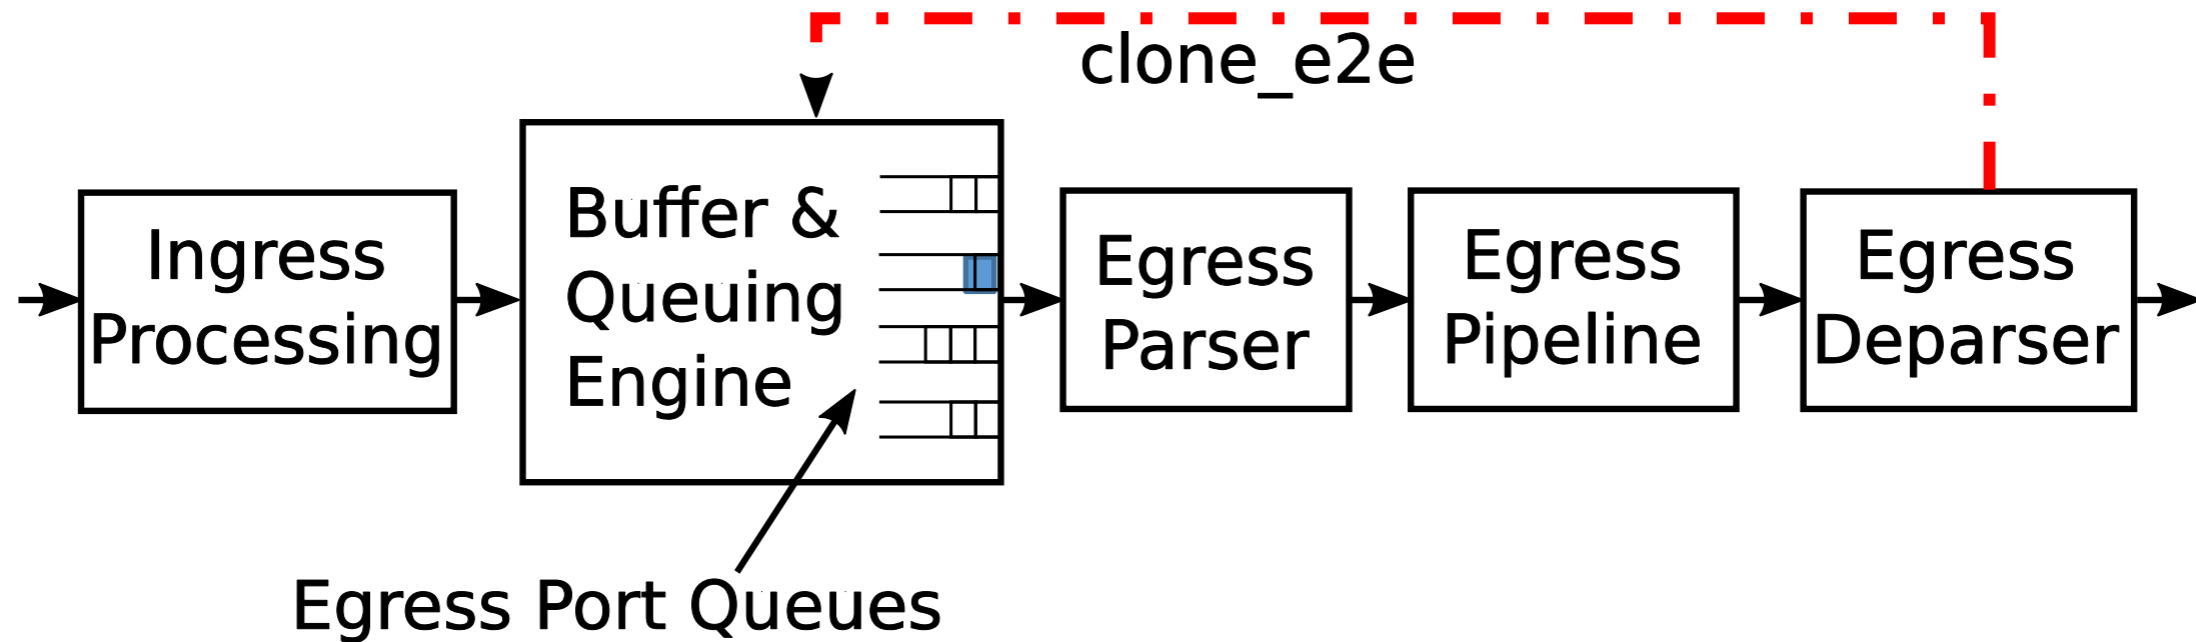 clone_e2e
Ingress
Processing
Buffer &
Queuing
Engine
Egress
Parser
Egress
Pipeline
Egress
Deparser
Egress Port Queues